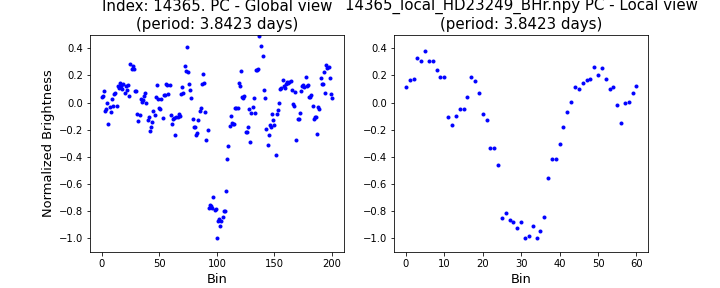 Index: 14365. PC - Global view
(period: 3.8423 days)
14365_local_HD23249_BHr.npy PC - Local view
(period: 3.8423 days)
Normalized Brightness
0.4
0.2
0.0
−0.2
−0.4
−0.6
−0.8
−1.0
0 50 100 150 200
Bin
0.4
0.2
0.0
−0.2
−0.4
−0.6
−0.8
−1.0
0 10 20 30 40 50 60
Bin